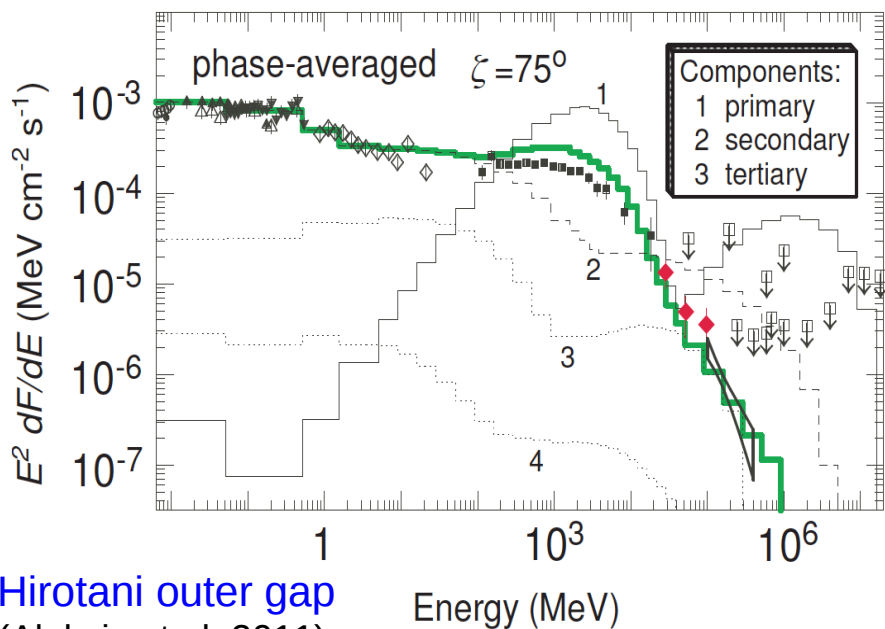 phase-averaged ζ=75º
Components:
1 primary
2 secondary
3 tertiary
1
2
3
4
E² dF/dE (MeV cm⁻² s⁻¹)
10⁻³
10⁻⁴
10⁻⁵
10⁻⁶
10⁻⁷
1 10³ 10⁶
Energy (MeV)
Hirotani outer gap